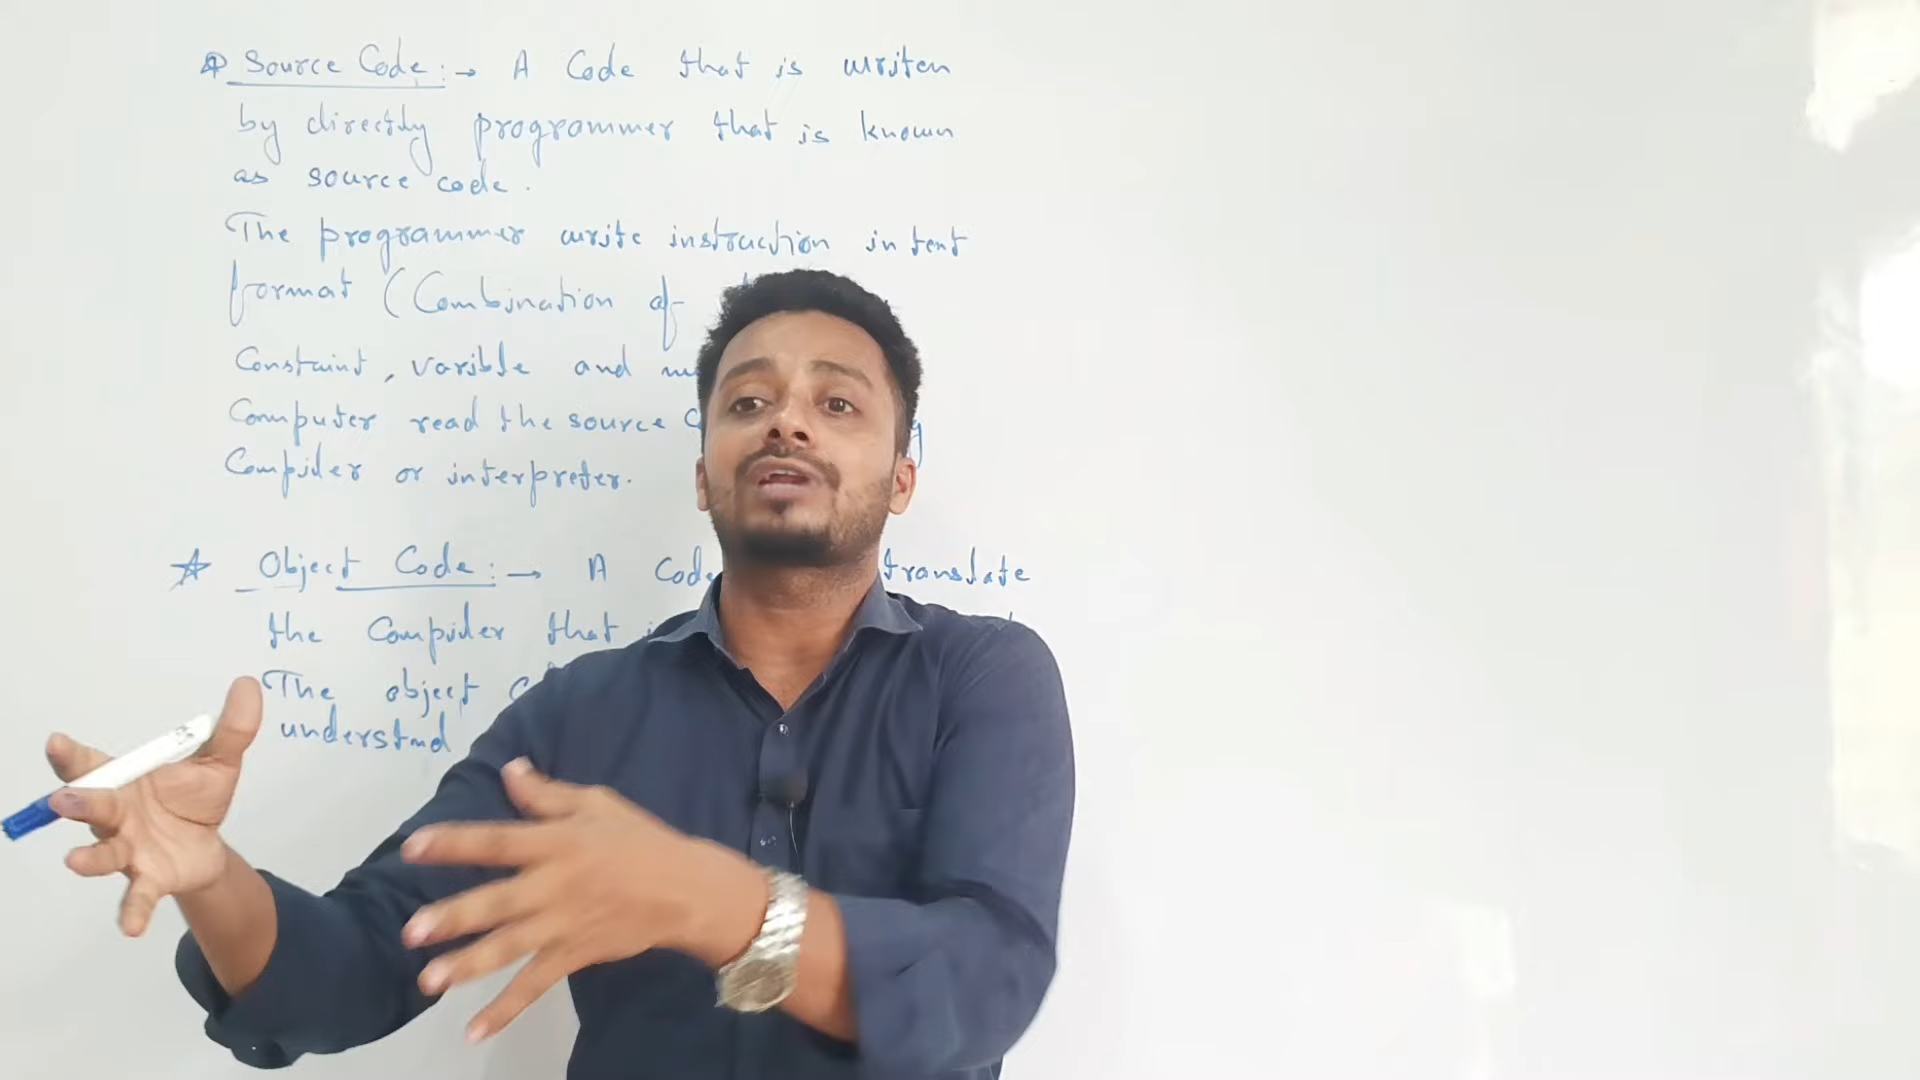 Source Code :→ A Code that is writen
by directly programmer that is known
as source code.
The programmer write instruction in text
format (Combination of
Constaint, varible and
Computer read the source
Compiler or interpreter.
☆ Object Code :→ A Code translate
the Compiler that
The object
understand